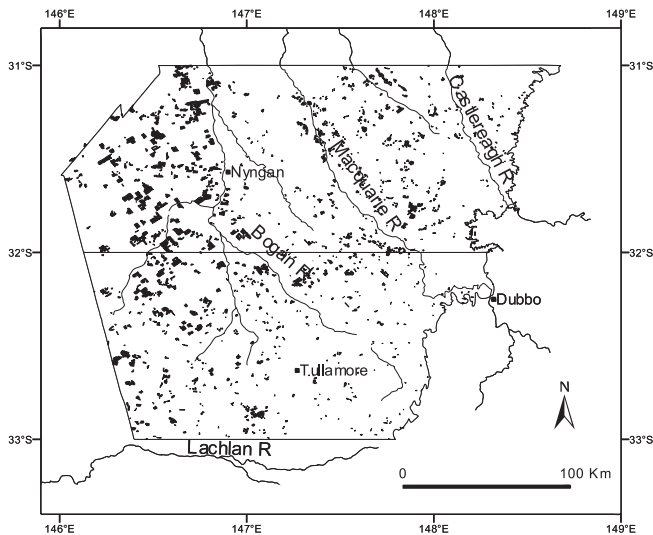 146°E 147°E 148°E 149°E
31°S 31°S
Castlereagh R
Macquarie R
Nyngan
Bogan R
32°S 32°S
Dubbo
Tullamore
N
33°S 33°S
Lachlan R
0 100 Km
146°E 147°E 148°E 149°E